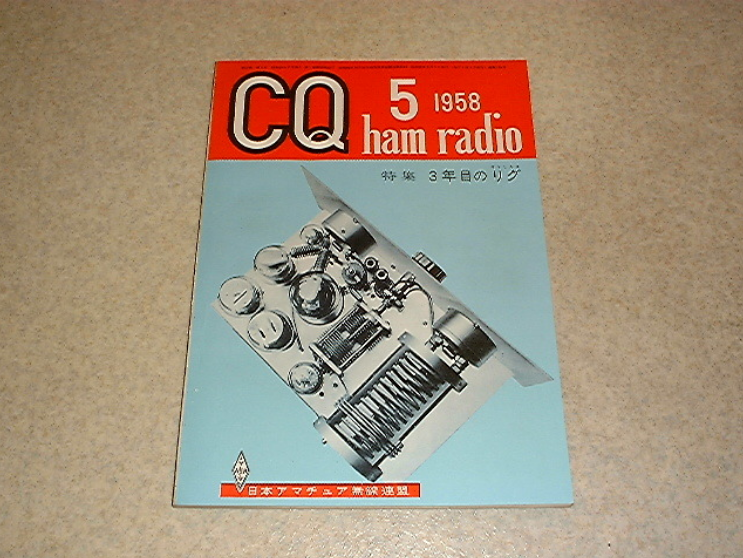 CQ
5 1958
ham radio
特集 3年目のリグ
日本アマチュア無線連盟